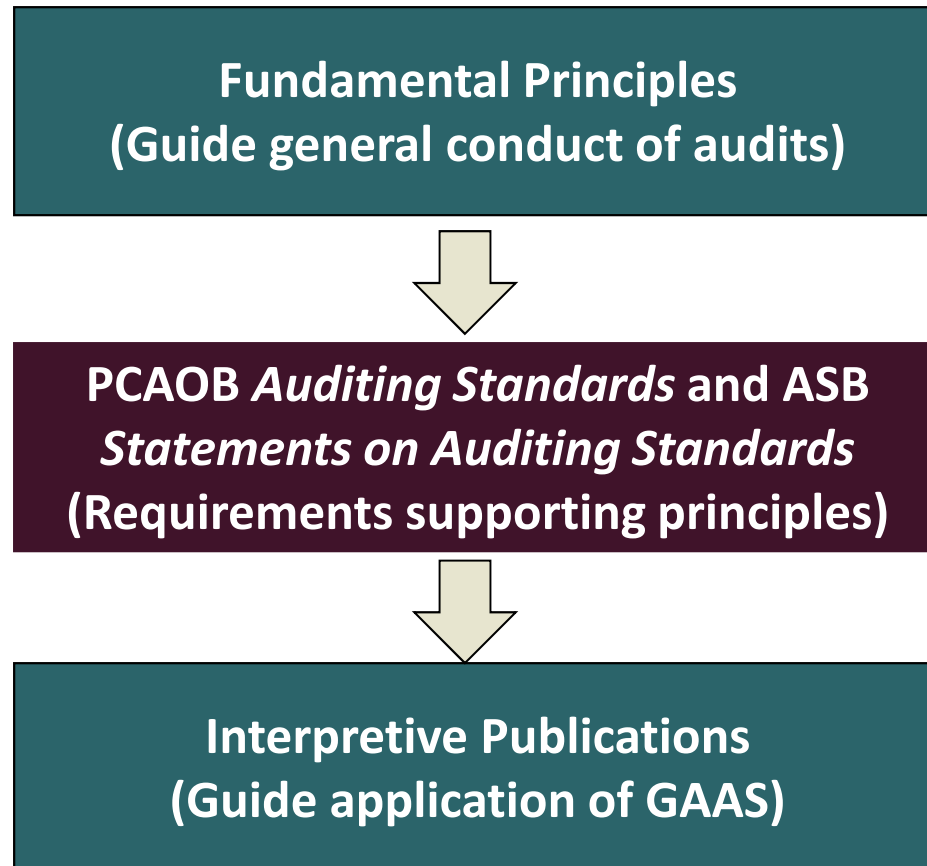 Fundamental Principles
(Guide general conduct of audits)
PCAOB Auditing Standards and ASB
Statements on Auditing Standards
(Requirements supporting principles)
Interpretive Publications
(Guide application of GAAS)